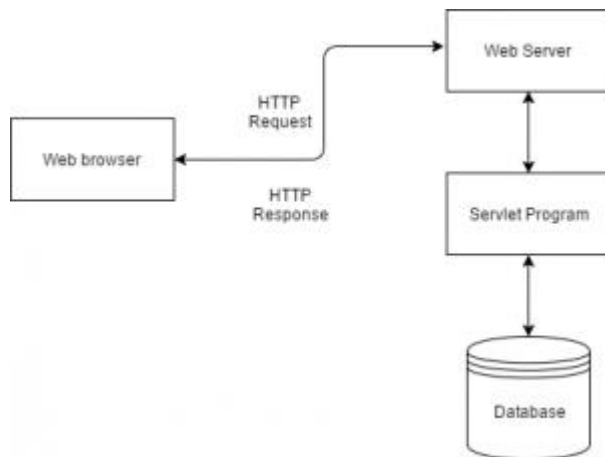 Web Server
HTTP
Request
Web browser
HTTP
Response
Servlet Program
Database